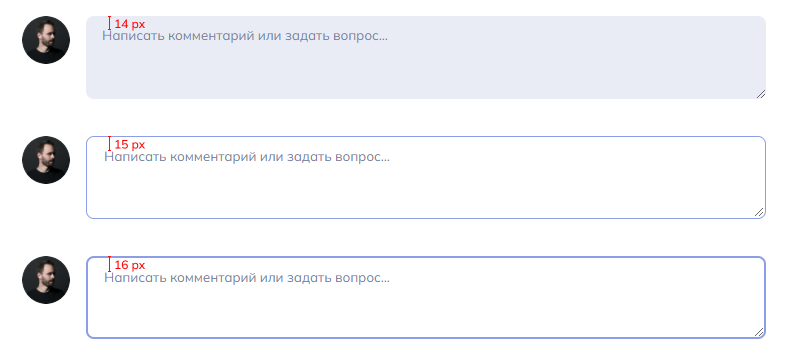 14 px
Написать комментарий или задать вопрос...
15 px
Написать комментарий или задать вопрос...
16 px
Написать комментарий или задать вопрос...